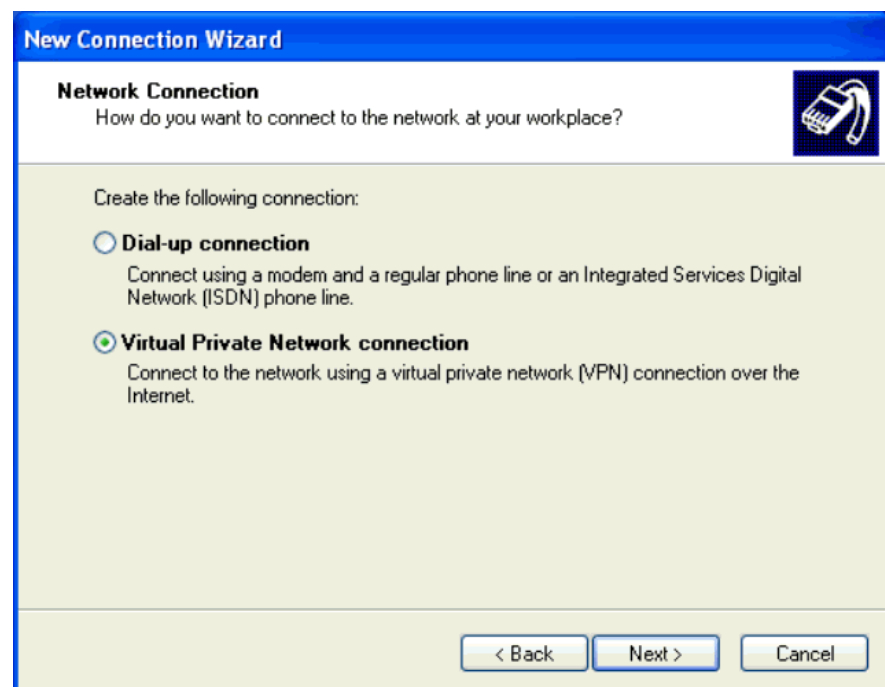 New Connection Wizard
Network Connection
How do you want to connect to the network at your workplace?
Create the following connection:
Dial-up connection
Connect using a modem and a regular phone line or an Integrated Services Digital
Network (ISDN) phone line.
Virtual Private Network connection
Connect to the network using a virtual private network (VPN) connection over the
Internet.
< Back Next > Cancel